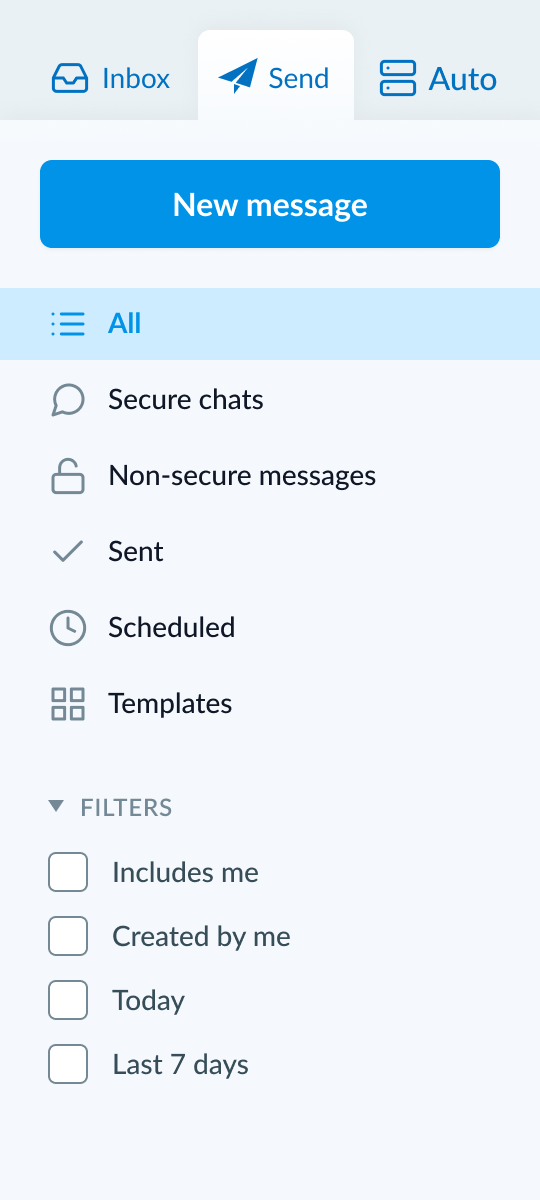 Inbox
Send
Auto
New message
All
Secure chats
Non-secure messages
Sent
Scheduled
Templates
FILTERS
Includes me
Created by me
Today
Last 7 days